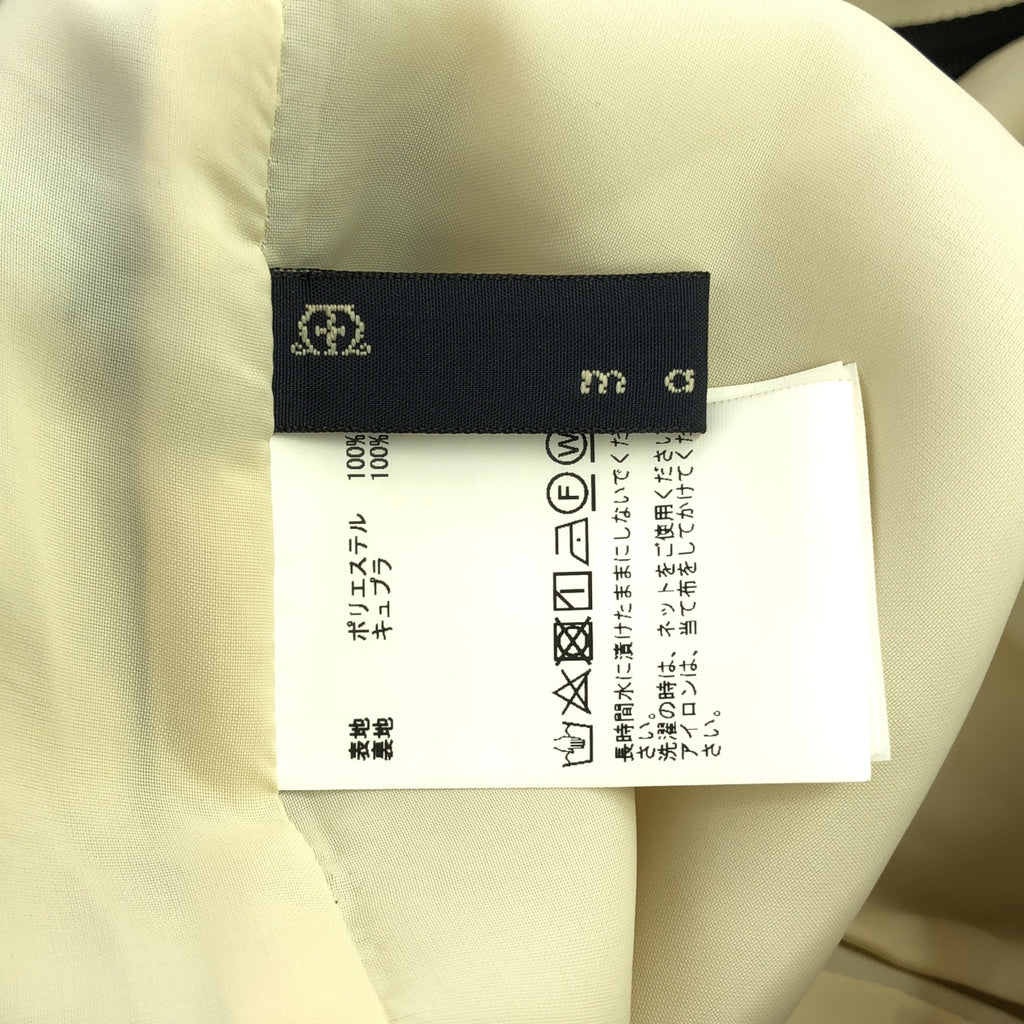 m a
表地 ポリエステル 100%
裏地 キュプラ 100%
F W
長時間水に漬けたままにしないでくだ
さい。
洗濯の時は、ネットをご使用ください
アイロンは、当て布をしてかけてくだ
さい。